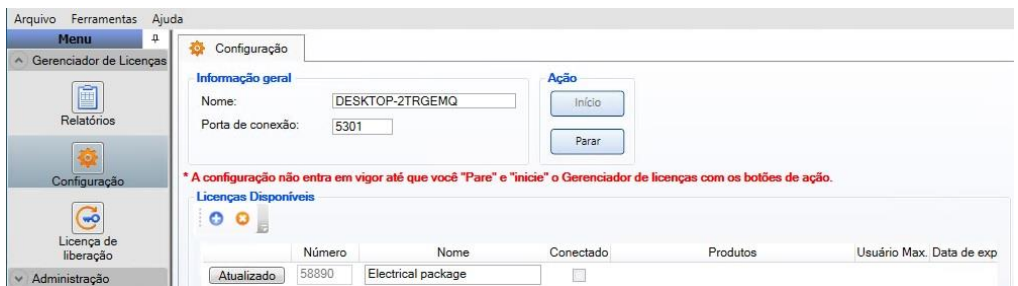 Arquivo Ferramentas Ajuda
Menu
Gerenciador de Licenças
Relatórios
Configuração
Licença de
liberação
Administração
Configuração
Informação geral
Nome: DESKTOP-2TRGEMQ
Porta de conexão: 5301
Ação
Início
Parar
* A configuração não entra em vigor até que você "Pare" e "inicie" o Gerenciador de licenças com os botões de ação.
Licenças Disponíveis
Número Nome Conectado Produtos Usuário Max. Data de exp
Atualizado 58890 Electrical package